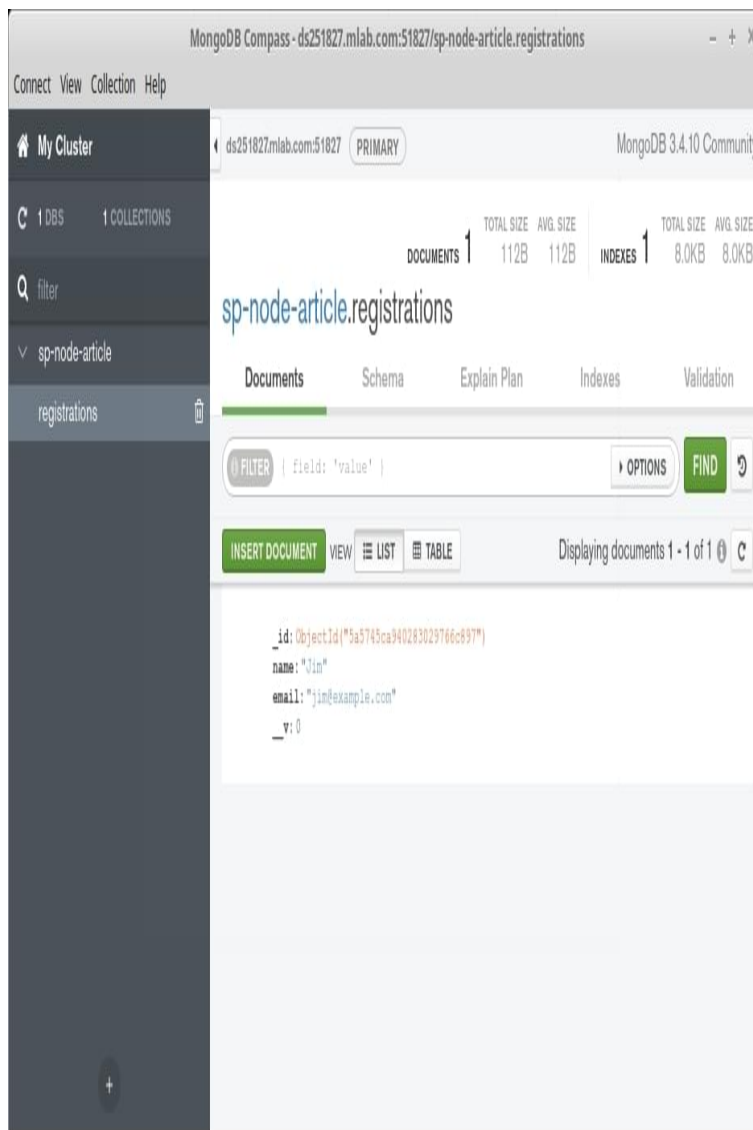 MongoDB Compass - ds251827.mlab.com:51827/sp-node-article.registrations
Connect View Collection Help
My Cluster
1 DBS 1 COLLECTIONS
filter
sp-node-article
registrations
ds251827.mlab.com:51827 PRIMARY MongoDB 3.4.10 Communit
DOCUMENTS 1 TOTAL SIZE 112B AVG. SIZE 112B INDEXES 1 TOTAL SIZE 8.0KB AVG. SIZE 8.0KB
sp-node-article.registrations
Documents Schema Explain Plan Indexes Validation
FILTER { field: 'value' } OPTIONS FIND
INSERT DOCUMENT VIEW LIST TABLE Displaying documents 1 - 1 of 1
_id: ObjectId("5a5745ca940283029766c897")
name: "Jim"
email: "jim@example.com"
__v: 0